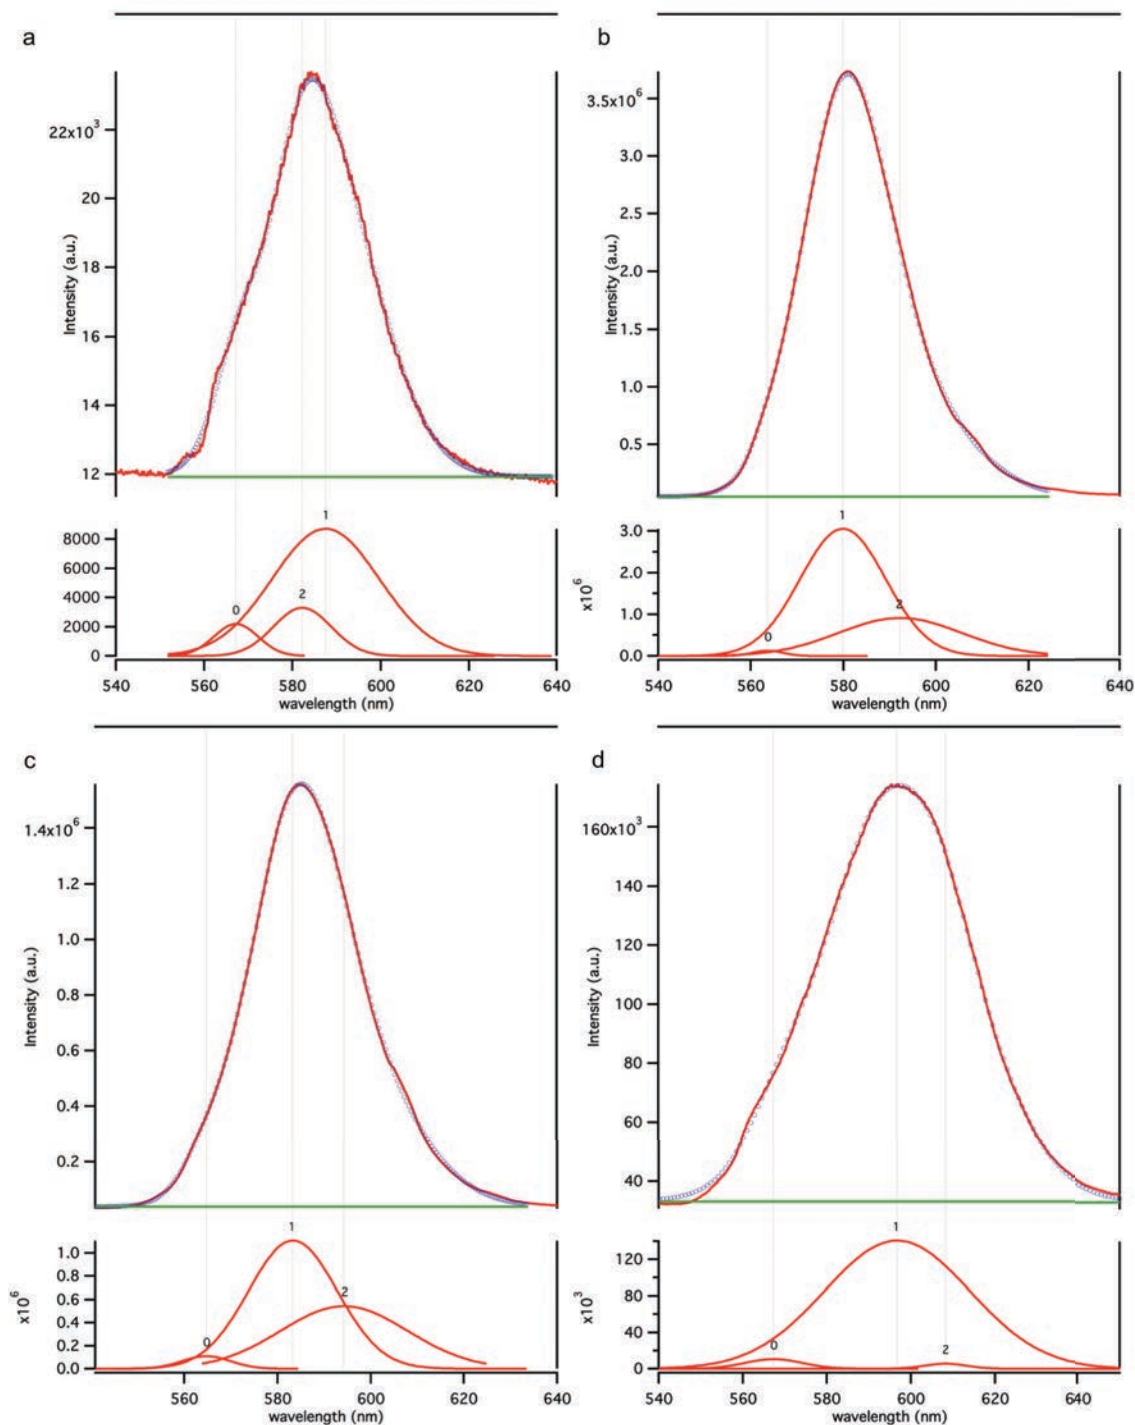 a
22x10³
20
18
16
14
12
Intensity (a.u.)
8000
6000
4000
2000
0
0
1
2
540 560 580 600 620 640
wavelength (nm)
b
3.5x10⁶
3.0
2.5
2.0
1.5
1.0
0.5
Intensity (a.u.)
x10⁶
3.0
2.0
1.0
0.0
0
1
2
540 560 580 600 620 640
wavelength (nm)
c
1.4x10⁶
1.2
1.0
0.8
0.6
0.4
0.2
Intensity (a.u.)
x10⁶
1.0
0.8
0.6
0.4
0.2
0.0
0
1
2
560 580 600 620 640
wavelength (nm)
d
160x10³
140
120
100
80
60
40
Intensity (a.u.)
x10³
120
80
40
0
0
1
2
540 560 580 600 620 640
wavelength (nm)